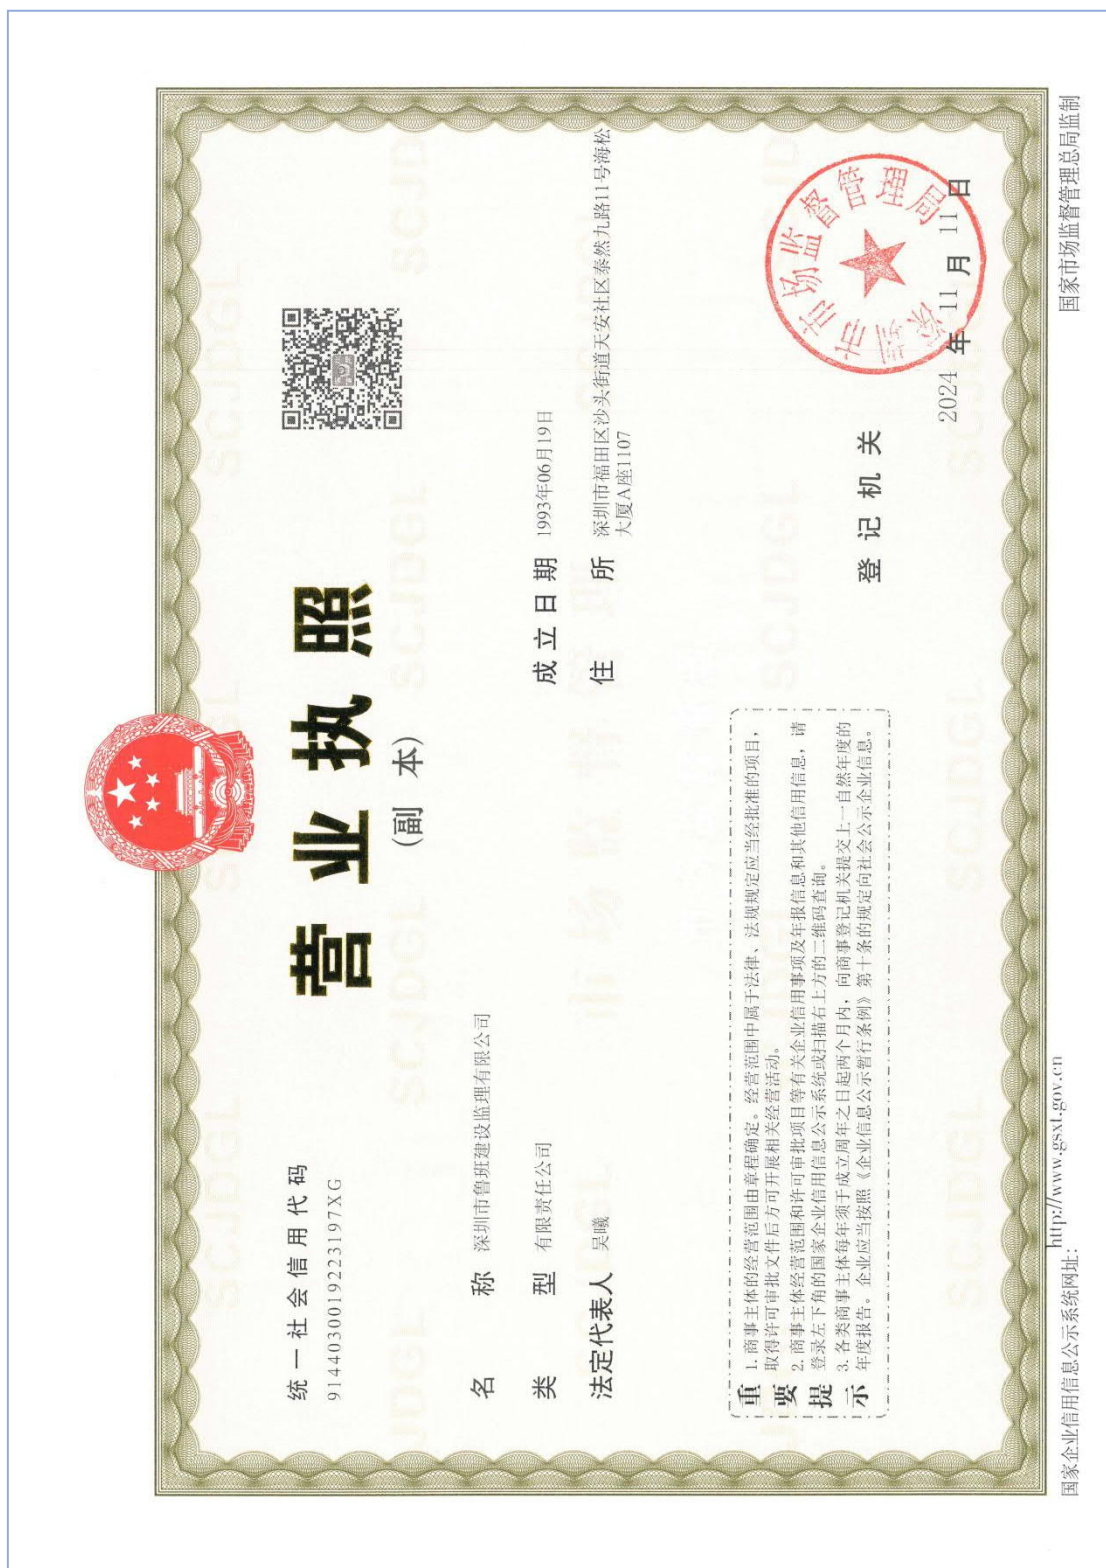 统一社会信用代码
91440300192223197XG
营业执照
(副 本)
名 称 深圳市鲁班建设监理有限公司
类 型 有限责任公司
法定代表人 吴曦
成立日期 1993年06月19日
住 所 深圳市福田区沙头街道天安社区泰然九路11号海松
大厦A座1107
重要提示
1. 商事主体的经营范围由章程确定。经营范围中属于法律、法规规定应当经批准的项目，
取得许可审批文件后方可开展相关经营活动。
2. 商事主体经营范围和许可审批项目等有关企业信用事项及年报信息和其他信用信息，请
登录左下角的国家企业信用信息公示系统或扫描右上方的二维码查询。
3. 各类商事主体每年须于成立周年之日起两个月内，向商事登记机关提交上一自然年度的
年度报告。企业应当按照《企业信息公示暂行条例》第十条的规定向社会公示企业信息。
登记机关
深圳市市场监督管理局
2024 年 11 月 11 日
国家企业信用信息公示系统网址：http://www.gsxt.gov.cn
国家市场监督管理总局监制